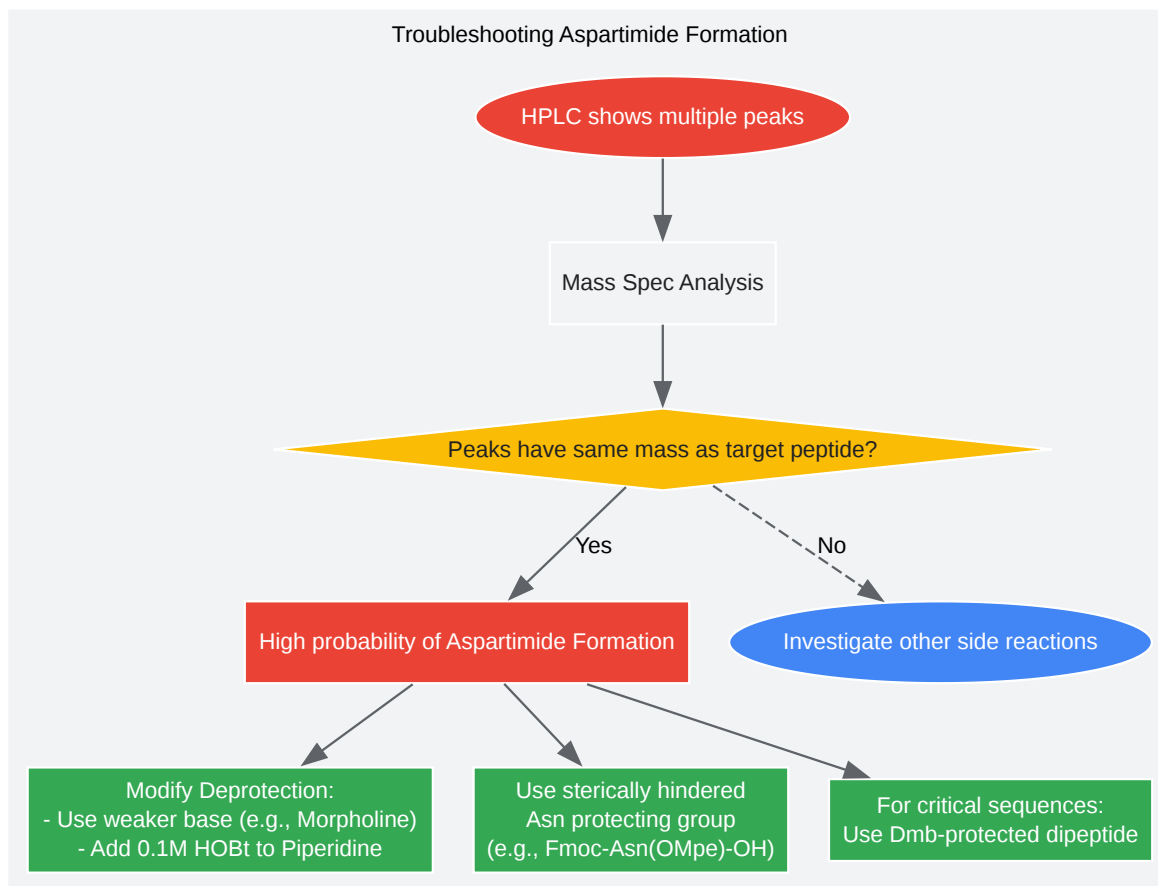 Troubleshooting Aspartimide Formation
HPLC shows multiple peaks
Mass Spec Analysis
Peaks have same mass as target peptide?
Yes
No
High probability of Aspartimide Formation
Investigate other side reactions
Modify Deprotection:
- Use weaker base (e.g., Morpholine)
- Add 0.1M HOBt to Piperidine
Use sterically hindered
Asn protecting group
(e.g., Fmoc-Asn(OMpe)-OH)
For critical sequences:
Use Dmb-protected dipeptide